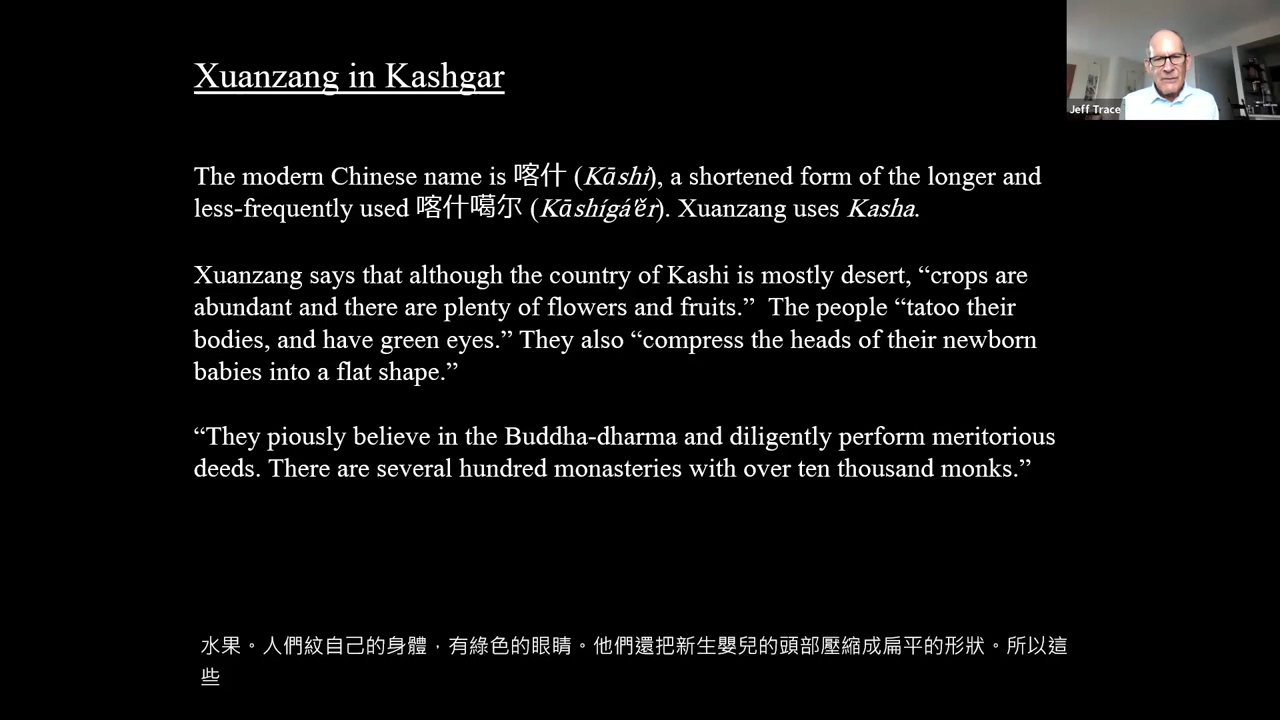 Xuanzang in Kashgar
Jeff Trace
The modern Chinese name is 喀什 (Kāshi), a shortened form of the longer and
less-frequently used 喀什噶尔 (Kāshígá'ěr). Xuanzang uses Kasha.
Xuanzang says that although the country of Kashi is mostly desert, “crops are
abundant and there are plenty of flowers and fruits.”  The people “tatoo their
bodies, and have green eyes.” They also “compress the heads of their newborn
babies into a flat shape.”
“They piously believe in the Buddha-dharma and diligently perform meritorious
deeds. There are several hundred monasteries with over ten thousand monks.”
水果。人們紋自己的身體，有綠色的眼睛。他們還把新生嬰兒的頭部壓縮成扁平的形狀。所以這
些